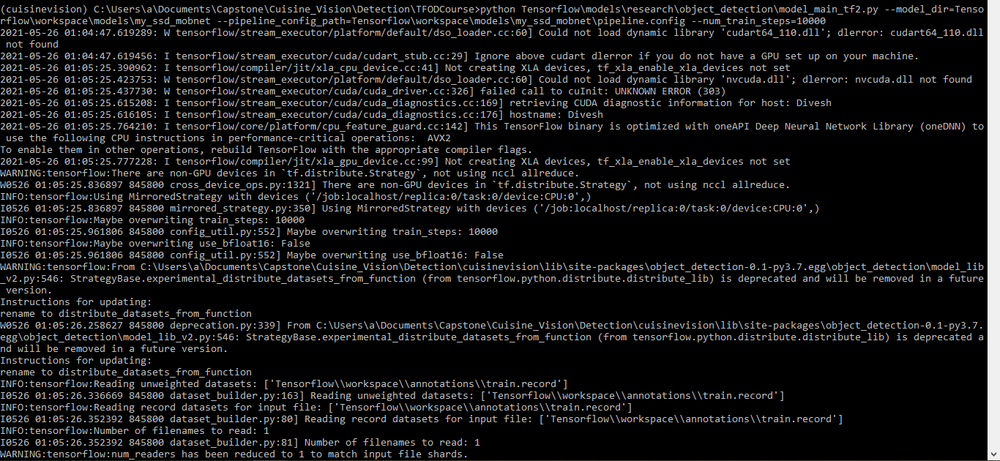 (cuisinevision) C:\Users\a\Documents\Capstone\Cuisine_Vision\Detection\TFODCourse>python Tensorflow\models\research\object_detection\model_main_tf2.py --model_dir=Tenso
rflow\workspace\models\my_ssd_mobnet --pipeline_config_path=Tensorflow\workspace\models\my_ssd_mobnet\pipeline.config --num_train_steps=10000
2021-05-26 01:04:47.619289: W tensorflow/stream_executor/platform/default/dso_loader.cc:60] Could not load dynamic library 'cudart64_110.dll'; dlerror: cudart64_110.dll
 not found
2021-05-26 01:04:47.619456: I tensorflow/stream_executor/cuda/cudart_stub.cc:29] Ignore above cudart dlerror if you do not have a GPU set up on your machine.
2021-05-26 01:05:25.390962: I tensorflow/compiler/jit/xla_cpu_device.cc:41] Not creating XLA devices, tf_xla_enable_xla_devices not set
2021-05-26 01:05:25.423753: W tensorflow/stream_executor/platform/default/dso_loader.cc:60] Could not load dynamic library 'nvcuda.dll'; dlerror: nvcuda.dll not found
2021-05-26 01:05:25.437730: W tensorflow/stream_executor/cuda/cuda_driver.cc:326] failed call to cuInit: UNKNOWN ERROR (303)
2021-05-26 01:05:25.615208: I tensorflow/stream_executor/cuda/cuda_diagnostics.cc:169] retrieving CUDA diagnostic information for host: Divesh
2021-05-26 01:05:25.616105: I tensorflow/stream_executor/cuda/cuda_diagnostics.cc:176] hostname: Divesh
2021-05-26 01:05:25.764210: I tensorflow/core/platform/cpu_feature_guard.cc:142] This TensorFlow binary is optimized with oneAPI Deep Neural Network Library (oneDNN) to
 use the following CPU instructions in performance-critical operations:  AVX2
To enable them in other operations, rebuild TensorFlow with the appropriate compiler flags.
2021-05-26 01:05:25.777228: I tensorflow/compiler/jit/xla_gpu_device.cc:99] Not creating XLA devices, tf_xla_enable_xla_devices not set
WARNING:tensorflow:There are non-GPU devices in `tf.distribute.Strategy`, not using nccl allreduce.
W0526 01:05:25.836897 845800 cross_device_ops.py:1321] There are non-GPU devices in `tf.distribute.Strategy`, not using nccl allreduce.
INFO:tensorflow:Using MirroredStrategy with devices ('/job:localhost/replica:0/task:0/device:CPU:0',)
I0526 01:05:25.836897 845800 mirrored_strategy.py:350] Using MirroredStrategy with devices ('/job:localhost/replica:0/task:0/device:CPU:0',)
INFO:tensorflow:Maybe overwriting train_steps: 10000
I0526 01:05:25.961806 845800 config_util.py:552] Maybe overwriting train_steps: 10000
INFO:tensorflow:Maybe overwriting use_bfloat16: False
I0526 01:05:25.961806 845800 config_util.py:552] Maybe overwriting use_bfloat16: False
WARNING:tensorflow:From C:\Users\a\Documents\Capstone\Cuisine_Vision\Detection\cuisinevision\lib\site-packages\object_detection-0.1-py3.7.egg\object_detection\model_lib
_v2.py:546: StrategyBase.experimental_distribute_datasets_from_function (from tensorflow.python.distribute.distribute_lib) is deprecated and will be removed in a future
 version.
Instructions for updating:
rename to distribute_datasets_from_function
W0526 01:05:26.258627 845800 deprecation.py:339] From C:\Users\a\Documents\Capstone\Cuisine_Vision\Detection\cuisinevision\lib\site-packages\object_detection-0.1-py3.7.
egg\object_detection\model_lib_v2.py:546: StrategyBase.experimental_distribute_datasets_from_function (from tensorflow.python.distribute.distribute_lib) is deprecated a
nd will be removed in a future version.
Instructions for updating:
rename to distribute_datasets_from_function
INFO:tensorflow:Reading unweighted datasets: ['Tensorflow\\workspace\\annotations\\train.record']
I0526 01:05:26.336669 845800 dataset_builder.py:163] Reading unweighted datasets: ['Tensorflow\\workspace\\annotations\\train.record']
INFO:tensorflow:Reading record datasets for input file: ['Tensorflow\\workspace\\annotations\\train.record']
I0526 01:05:26.352392 845800 dataset_builder.py:80] Reading record datasets for input file: ['Tensorflow\\workspace\\annotations\\train.record']
INFO:tensorflow:Number of filenames to read: 1
I0526 01:05:26.352392 845800 dataset_builder.py:81] Number of filenames to read: 1
WARNING:tensorflow:num_readers has been reduced to 1 to match input file shards.